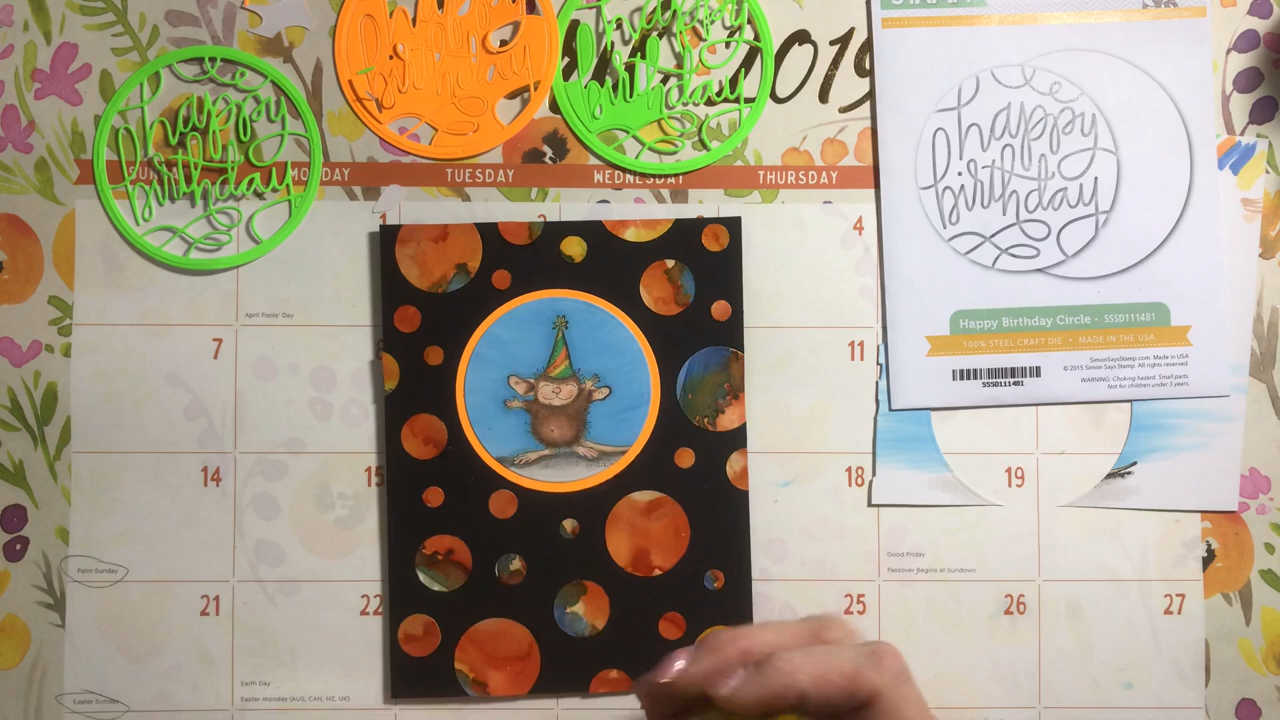 happy
birthday
happy
birthday
happy
birthday
2019
STAMP
happy
birthday
Happy Birthday Circle • SSSD111481
100% STEEL CRAFT DIE • MADE IN THE USA
SSSD111481
SimonSaysStamp.com. Made in USA
© 2015 Simon Says Stamp. All rights reserved.
WARNING: Choking hazard. Small parts.
Not for children under 3 years.
SUNDAY MONDAY TUESDAY WEDNESDAY THURSDAY
4
April Fools' Day
7
11
14 15 18 19
Palm Sunday
Good Friday
Passover Begins at Sundown
21 22 25 26 27
Easter Sunday
Earth Day
Easter Monday (AUS, CAN, NZ, UK)